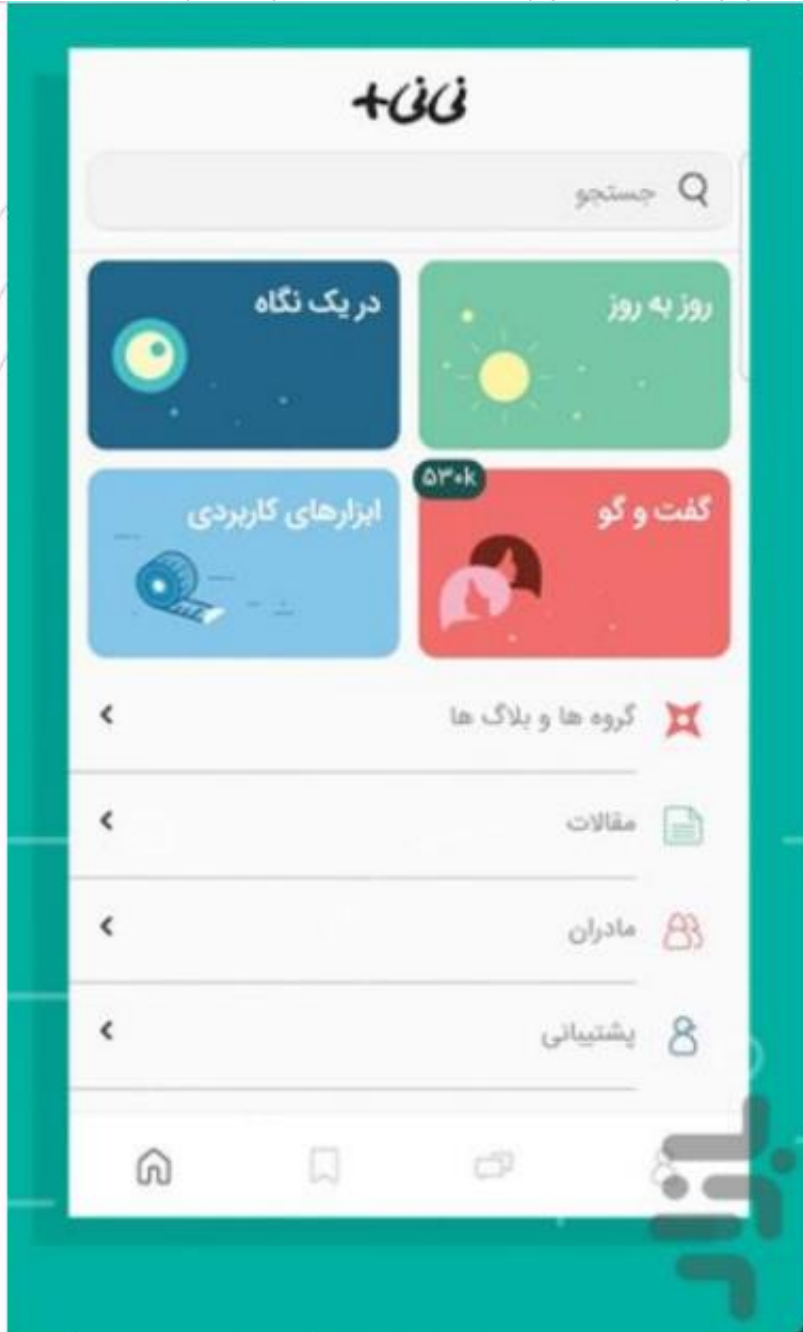 نی نی+
جستجو
روز به روز
در یک نگاه
گفت و گو
۵۳۰k
ابزارهای کاربردی
گروه ها و بلاگ ها
مقالات
مادران
پشتیبانی
بازار